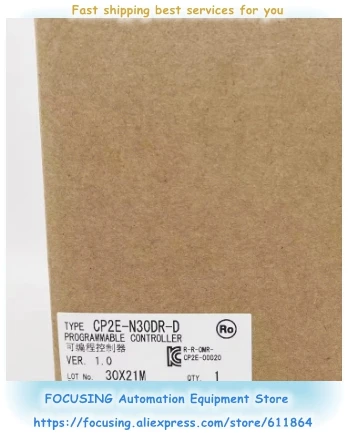 Fast shipping best services for you
TYPE CP2E-N30DR-D
PROGRAMMABLE CONTROLLER
可编程控制器
VER. 1.0
LOT No. 30X21M QTY. 1
Ro
R-R-OMR-
CP2E-00020
FOCUSING Automation Equipment Store
https://focusing.aliexpress.com/store/611864